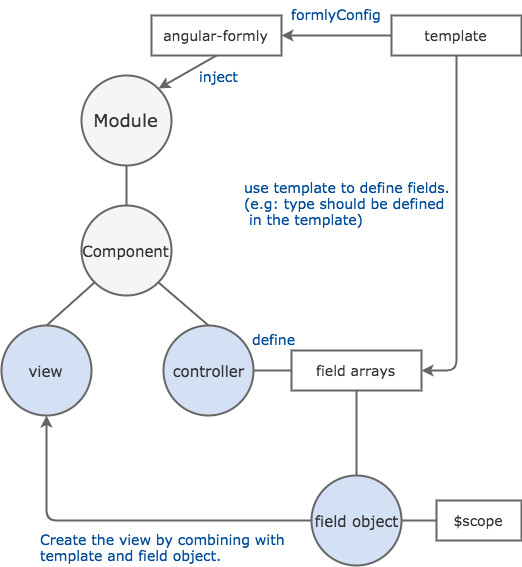 formlyConfig
angular-formly
template
inject
Module
use template to define fields.
(e.g: type should be defined
in the template)
Component
define
view
controller
field arrays
field object
$scope
Create the view by combining with
template and field object.